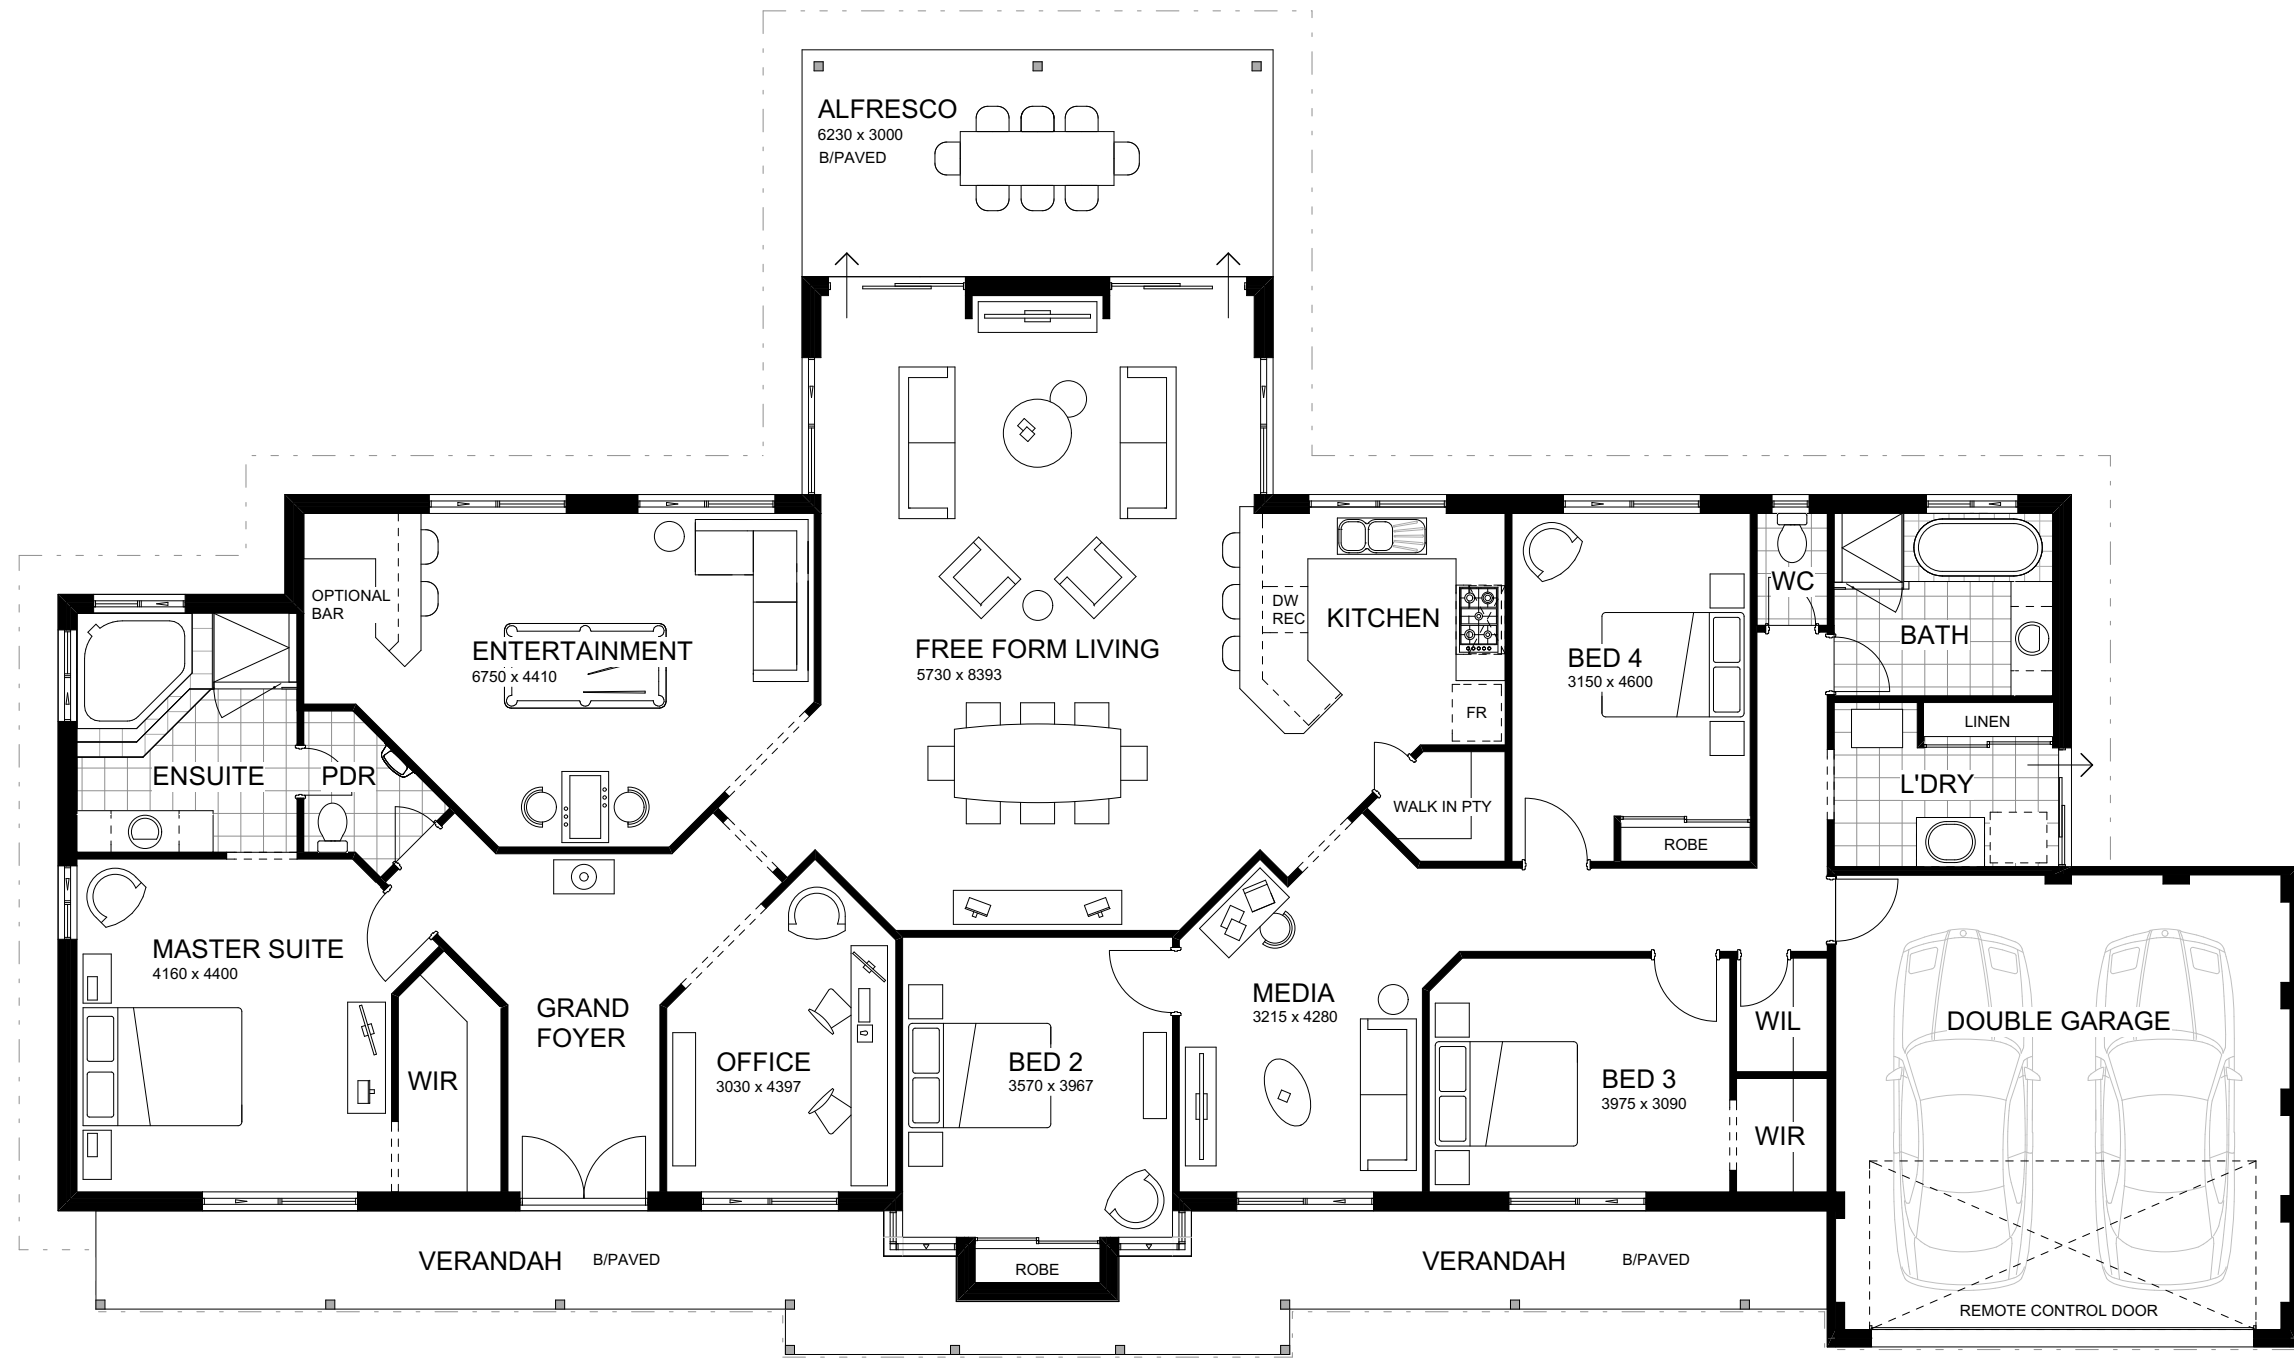 ALFRESCO
6230 x 3000
B/PAVED
OPTIONAL
BAR
ENTERTAINMENT
6750 x 4410
FREE FORM LIVING
5730 x 8393
DW
REC
KITCHEN
FR
WALK IN PTY
BED 4
3150 x 4600
ROBE
WC
BATH
LINEN
L'DRY
ENSUITE
PDR
MASTER SUITE
4160 x 4400
WIR
GRAND
FOYER
OFFICE
3030 x 4397
BED 2
3570 x 3967
ROBE
MEDIA
3215 x 4280
BED 3
3975 x 3090
WIL
WIR
DOUBLE GARAGE
REMOTE CONTROL DOOR
VERANDAH
B/PAVED
VERANDAH
B/PAVED